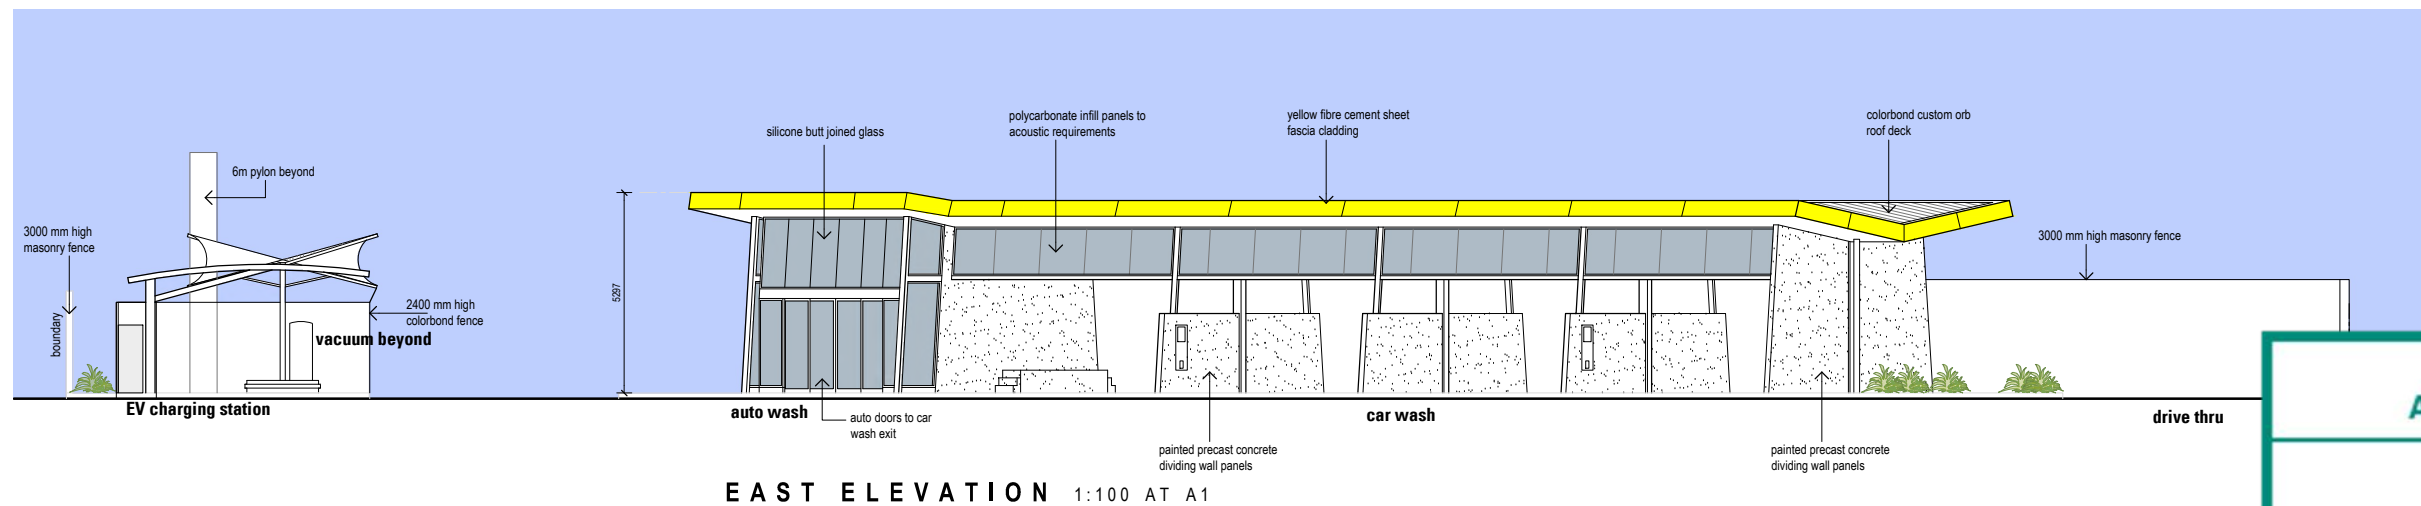 silicone butt joined glass
polycarbonate infill panels to
acoustic requirements
yellow fibre cement sheet
fascia cladding
colorbond custom orb
roof deck
6m pylon beyond
3000 mm high
masonry fence
3000 mm high masonry fence
5297
2400 mm high
colorbond fence
boundary
vacuum beyond
EV charging station
auto wash
auto doors to car
wash exit
car wash
drive thru
painted precast concrete
dividing wall panels
painted precast concrete
dividing wall panels
EAST ELEVATION 1:100 AT A1